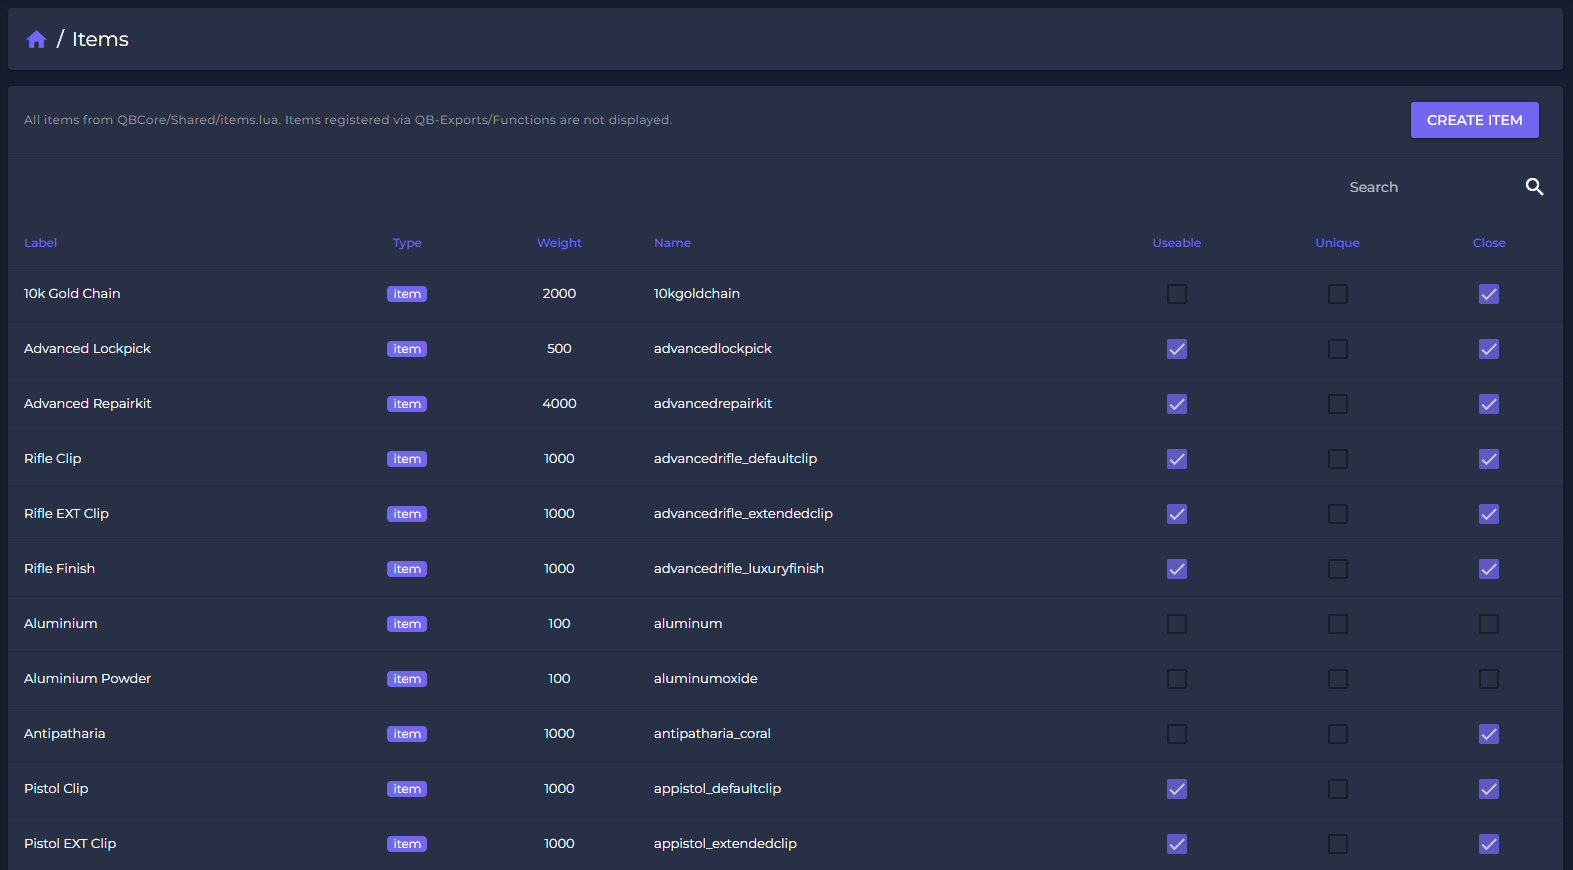 / Items
All items from QBCore/Shared/items.lua. Items registered via QB-Exports/Functions are not displayed.
CREATE ITEM
Search
Label Type Weight Name Useable Unique Close
10k Gold Chain item 2000 10kgoldchain
Advanced Lockpick item 500 advancedlockpick
Advanced Repairkit item 4000 advancedrepairkit
Rifle Clip item 1000 advancedrifle_defaultclip
Rifle EXT Clip item 1000 advancedrifle_extendedclip
Rifle Finish item 1000 advancedrifle_luxuryfinish
Aluminium item 100 aluminum
Aluminium Powder item 100 aluminumoxide
Antipatharia item 1000 antipatharia_coral
Pistol Clip item 1000 appistol_defaultclip
Pistol EXT Clip item 1000 appistol_extendedclip